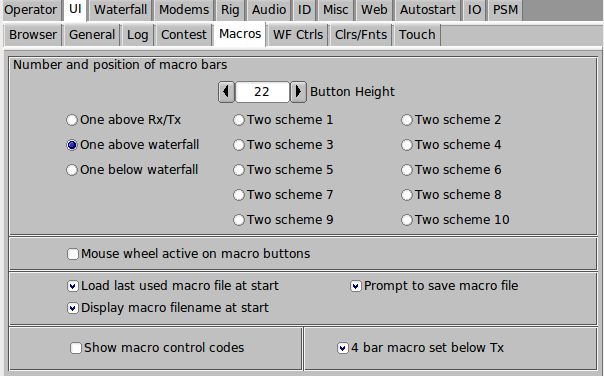 Operator UI Waterfall Modems Rig Audio ID Misc Web Autostart IO PSM
Browser General Log Contest Macros WF Ctrls Clrs/Fnts Touch
Number and position of macro bars
22 Button Height
One above Rx/Tx Two scheme 1 Two scheme 2
One above waterfall Two scheme 3 Two scheme 4
One below waterfall Two scheme 5 Two scheme 6
Two scheme 7 Two scheme 8
Two scheme 9 Two scheme 10
Mouse wheel active on macro buttons
Load last used macro file at start Prompt to save macro file
Display macro filename at start
Show macro control codes 4 bar macro set below Tx